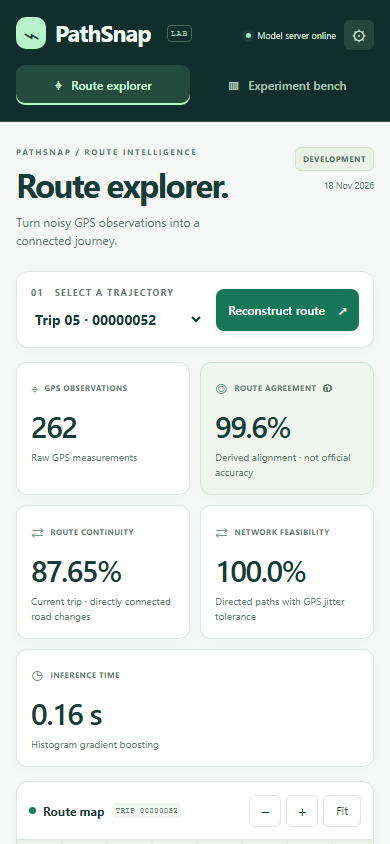 PathSnap LAB Model server online
Route explorer Experiment bench
PATHSNAP / ROUTE INTELLIGENCE DEVELOPMENT
Route explorer. 18 Nov 2026
Turn noisy GPS observations into a
connected journey.
01 SELECT A TRAJECTORY
Trip 05 · 00000052 Reconstruct route ↗
GPS OBSERVATIONS
262
Raw GPS measurements
ROUTE AGREEMENT
99.6%
Derived alignment · not official
accuracy
ROUTE CONTINUITY
87.65%
Current trip · directly connected
road changes
NETWORK FEASIBILITY
100.0%
Directed paths with GPS jitter
tolerance
INFERENCE TIME
0.16 s
Histogram gradient boosting
Route map TRIP 00000052 − + Fit